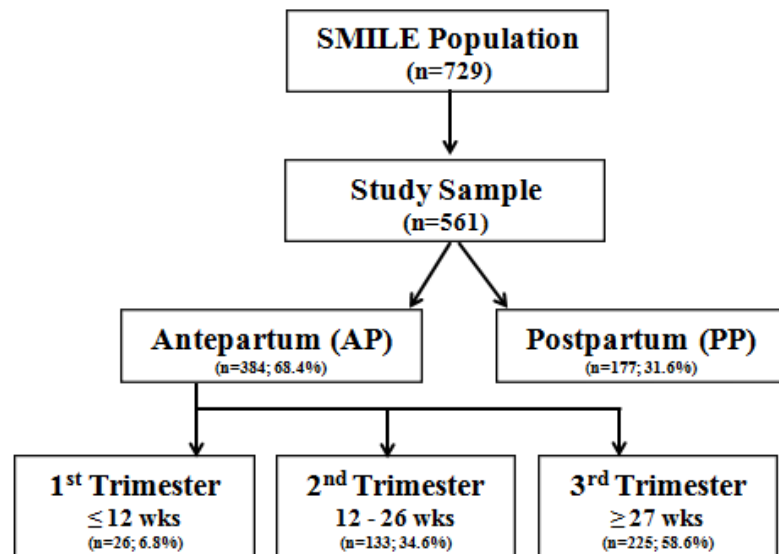 SMILE Population
(n=729)
Study Sample
(n=561)
Antepartum (AP)
(n=384; 68.4%)
Postpartum (PP)
(n=177; 31.6%)
1st Trimester
≤ 12 wks
(n=26; 6.8%)
2nd Trimester
12 - 26 wks
(n=133; 34.6%)
3rd Trimester
≥ 27 wks
(n=225; 58.6%)